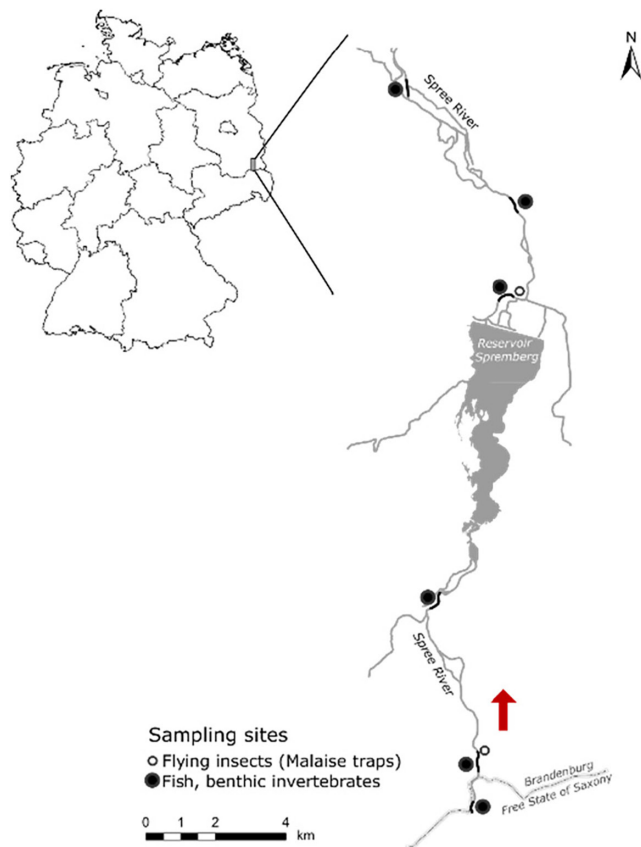 N
Spree River
Reservoir
Spremberg
Spree River
Sampling sites
Flying insects (Malaise traps)
Fish, benthic invertebrates
Brandenburg
Free State of Saxony
0 2 4
km